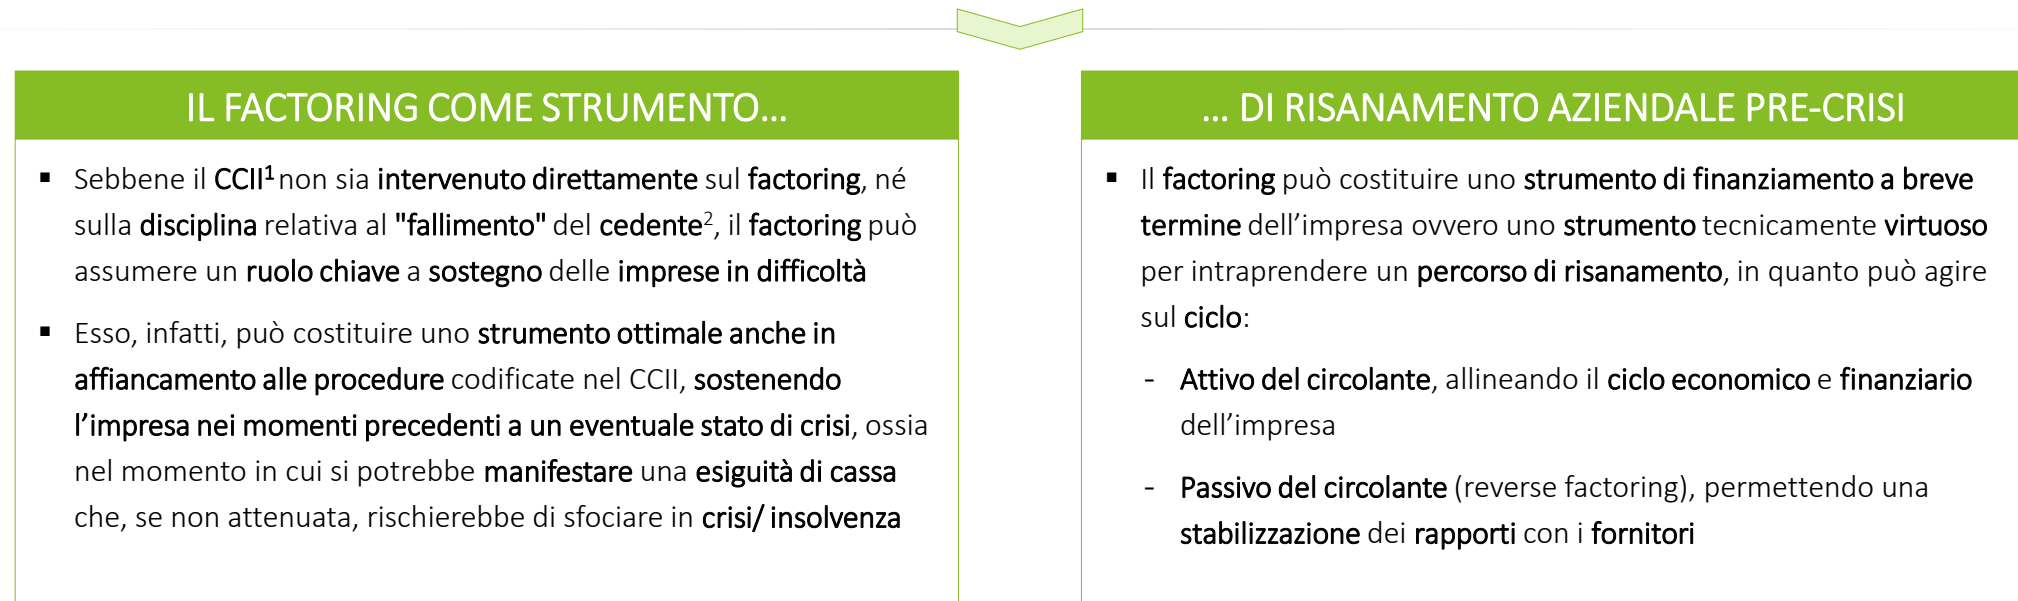 IL FACTORING COME STRUMENTO…
▪ Sebbene il CCII¹ non sia intervenuto direttamente sul factoring, né
sulla disciplina relativa al "fallimento" del cedente², il factoring può
assumere un ruolo chiave a sostegno delle imprese in difficoltà
▪ Esso, infatti, può costituire uno strumento ottimale anche in
affiancamento alle procedure codificate nel CCII, sostenendo
l’impresa nei momenti precedenti a un eventuale stato di crisi, ossia
nel momento in cui si potrebbe manifestare una esiguità di cassa
che, se non attenuata, rischierebbe di sfociare in crisi/ insolvenza
… DI RISANAMENTO AZIENDALE PRE-CRISI
▪ Il factoring può costituire uno strumento di finanziamento a breve
termine dell’impresa ovvero uno strumento tecnicamente virtuoso
per intraprendere un percorso di risanamento, in quanto può agire
sul ciclo:
- Attivo del circolante, allineando il ciclo economico e finanziario
dell’impresa
- Passivo del circolante (reverse factoring), permettendo una
stabilizzazione dei rapporti con i fornitori